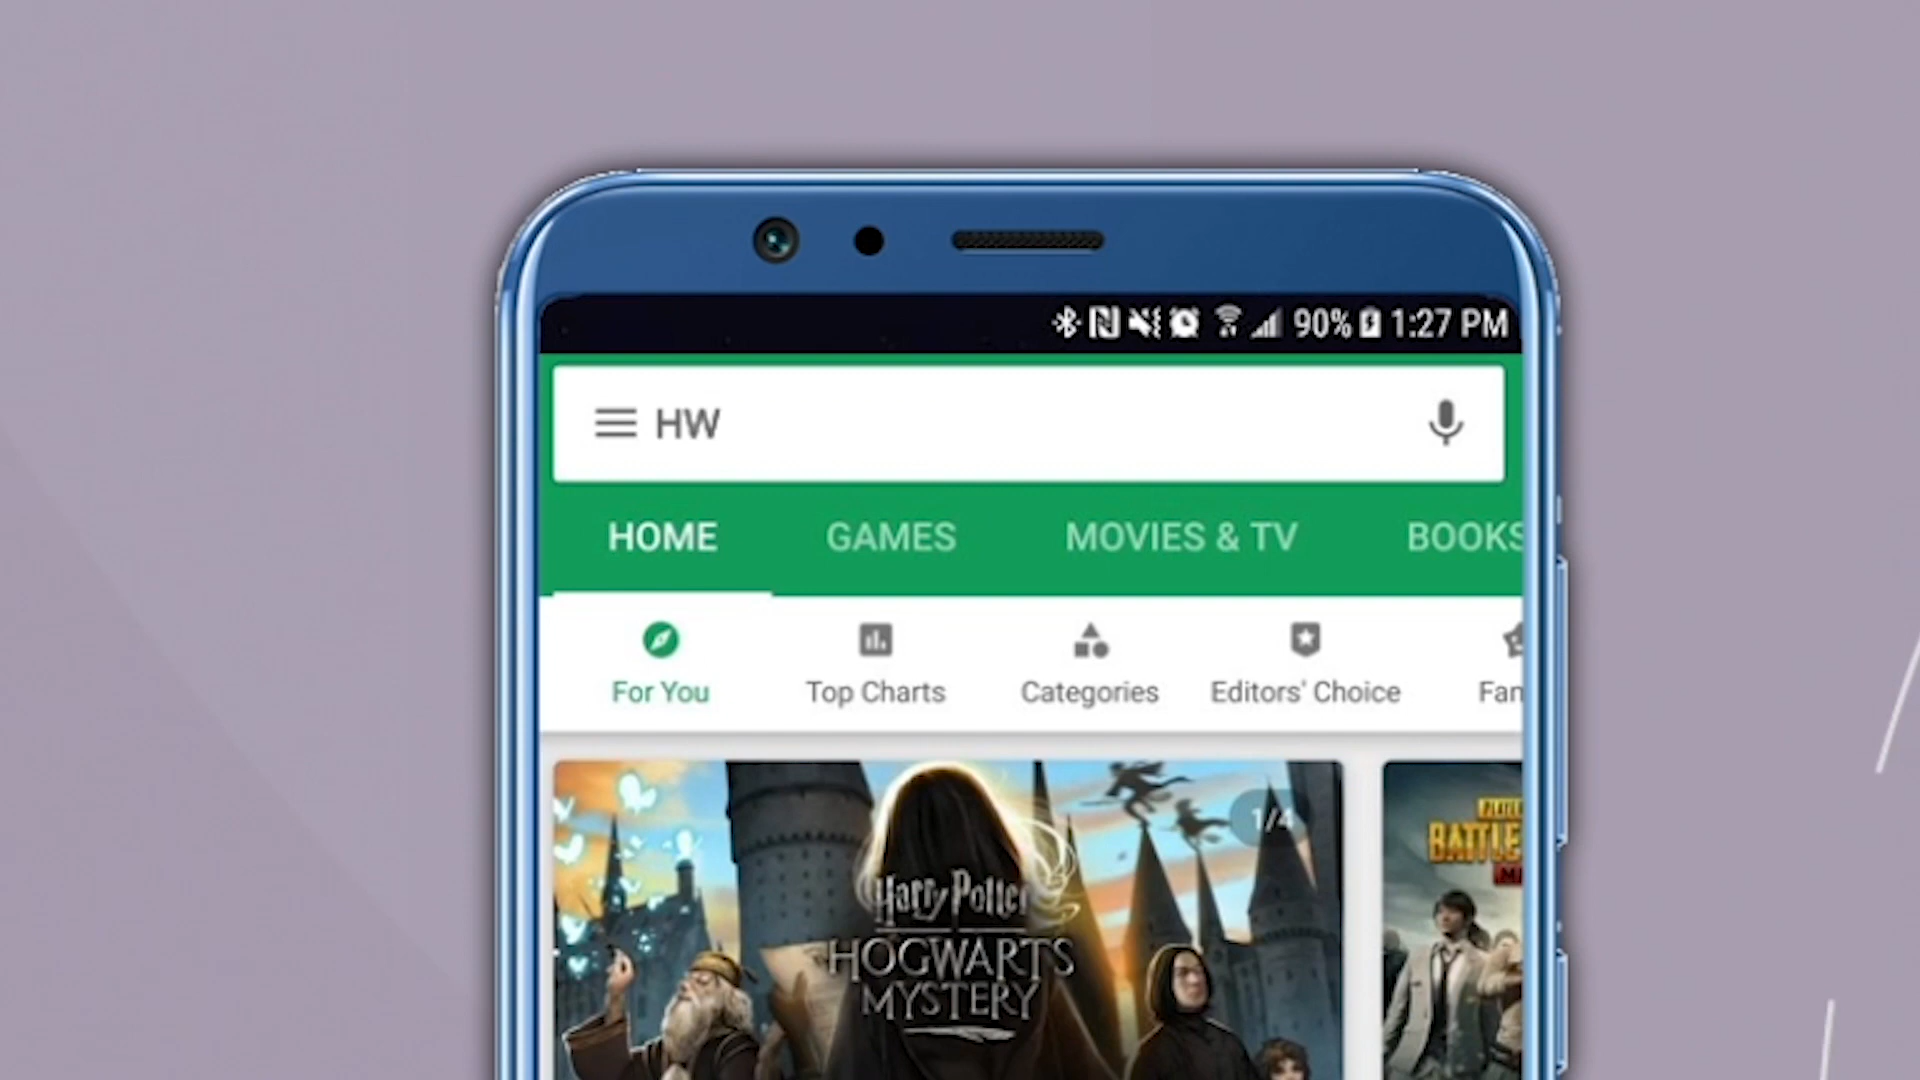 90% 1:27 PM
HW
HOME GAMES MOVIES & TV BOOKS
For You Top Charts Categories Editors' Choice Fam
1/4
Harry Potter
HOGWARTS
MYSTERY
BATTLE